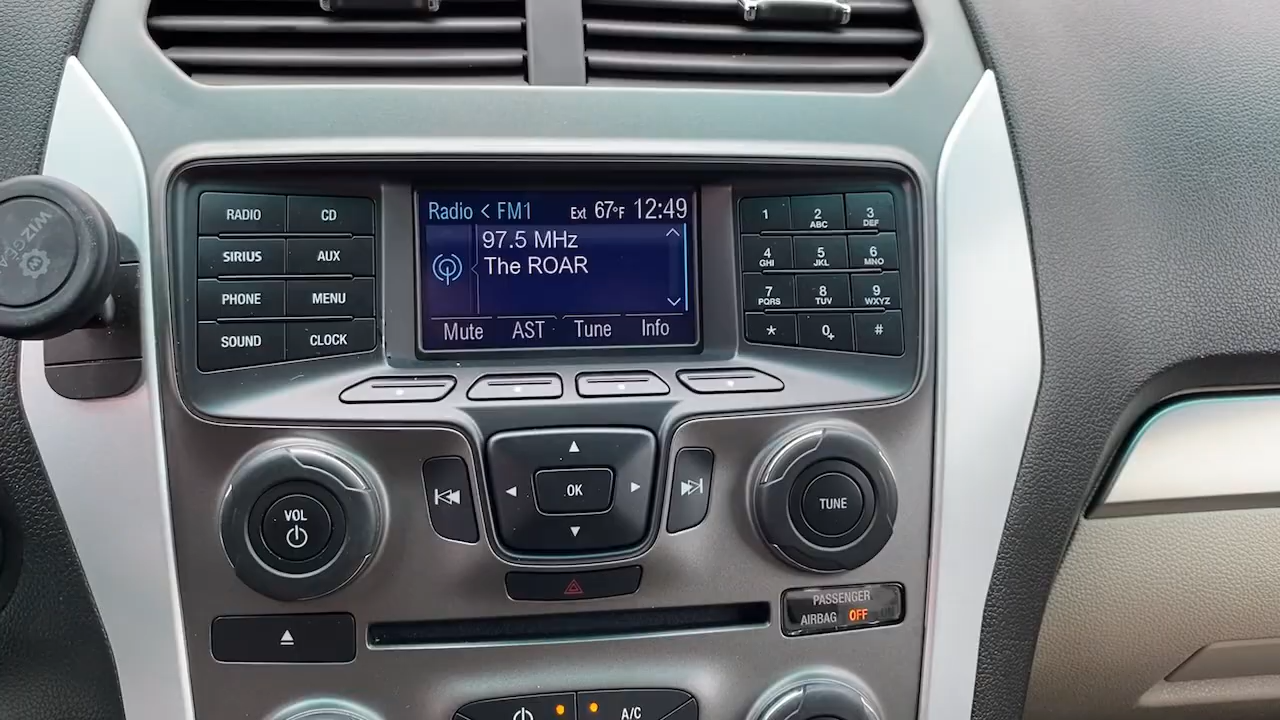 Radio < FM1 Ext 67°F 12:49
97.5 MHz
The ROAR
Mute AST Tune Info
RADIO CD
SIRIUS AUX
PHONE MENU
SOUND CLOCK
1 2 ABC 3 DEF
4 GHI 5 JKL 6 MNO
7 PQRS 8 TUV 9 WXYZ
* 0+ #
VOL
OK
TUNE
PASSENGER
AIRBAG OFF
A/C